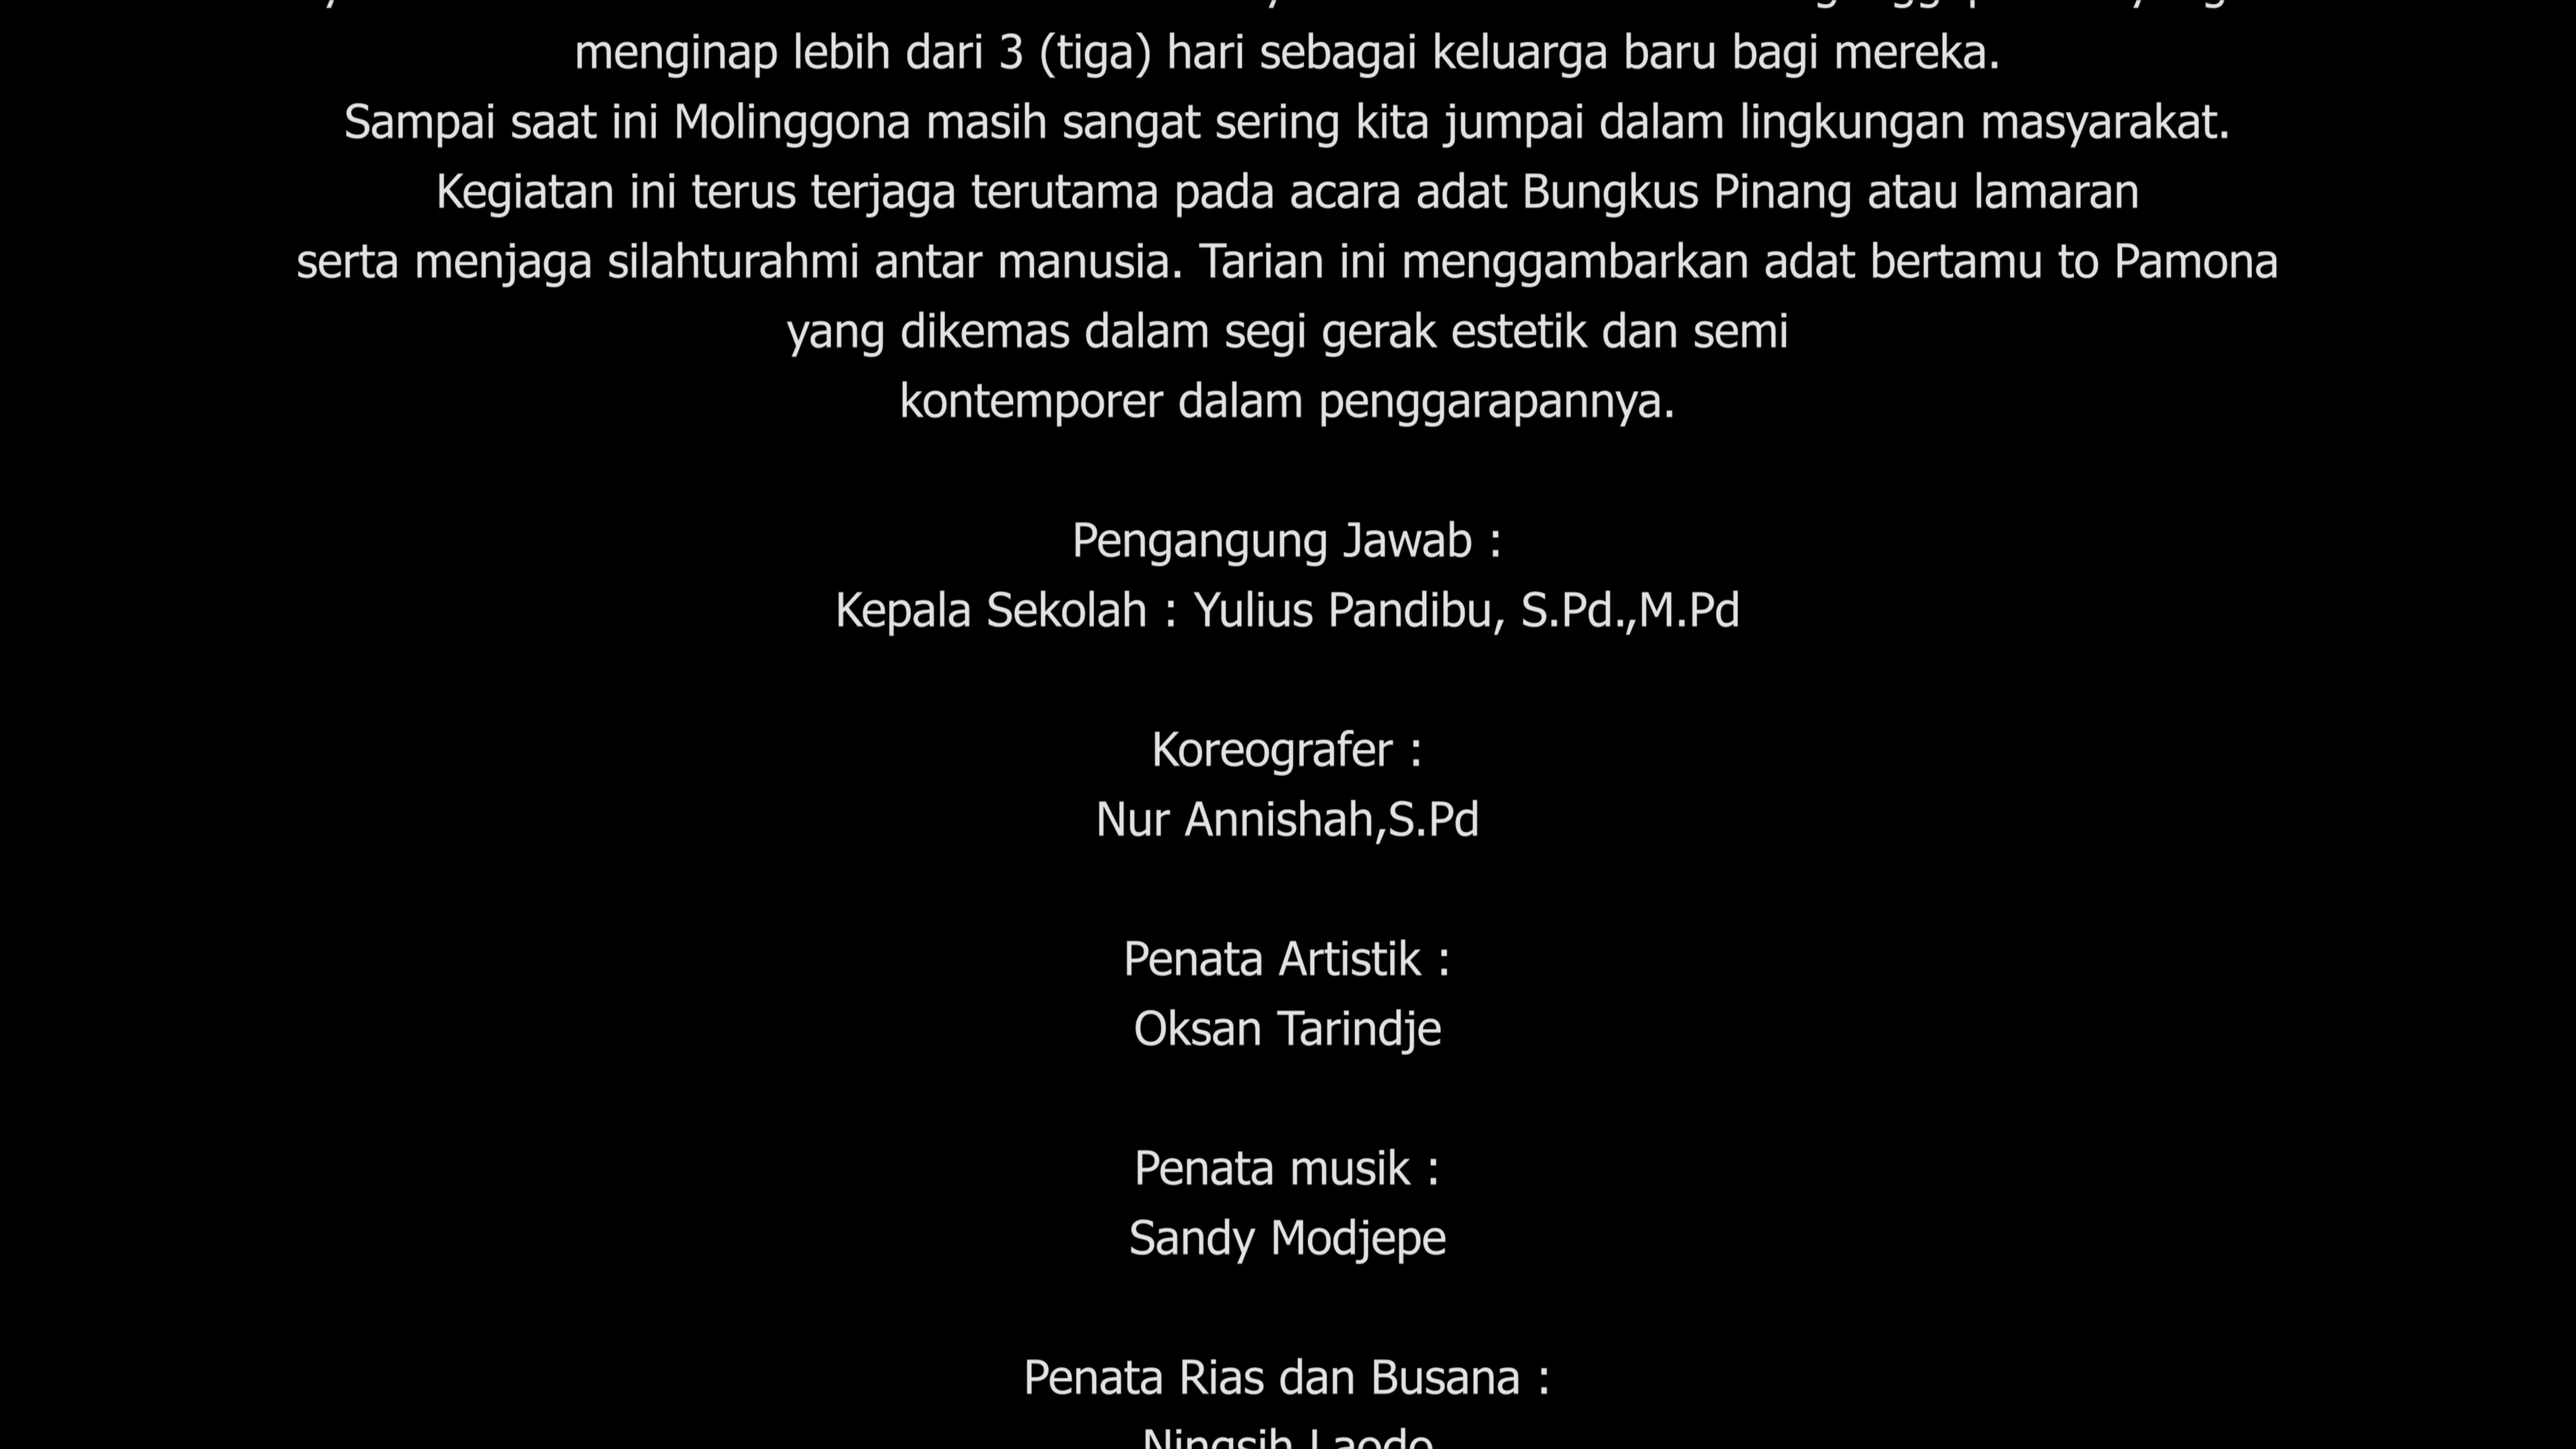 menginap lebih dari 3 (tiga) hari sebagai keluarga baru bagi mereka.
Sampai saat ini Molinggona masih sangat sering kita jumpai dalam lingkungan masyarakat.
Kegiatan ini terus terjaga terutama pada acara adat Bungkus Pinang atau lamaran
serta menjaga silahturahmi antar manusia. Tarian ini menggambarkan adat bertamu to Pamona
yang dikemas dalam segi gerak estetik dan semi
kontemporer dalam penggarapannya.
Pengangung Jawab :
Kepala Sekolah : Yulius Pandibu, S.Pd.,M.Pd
Koreografer :
Nur Annishah,S.Pd
Penata Artistik :
Oksan Tarindje
Penata musik :
Sandy Modjepe
Penata Rias dan Busana :
Ningsih